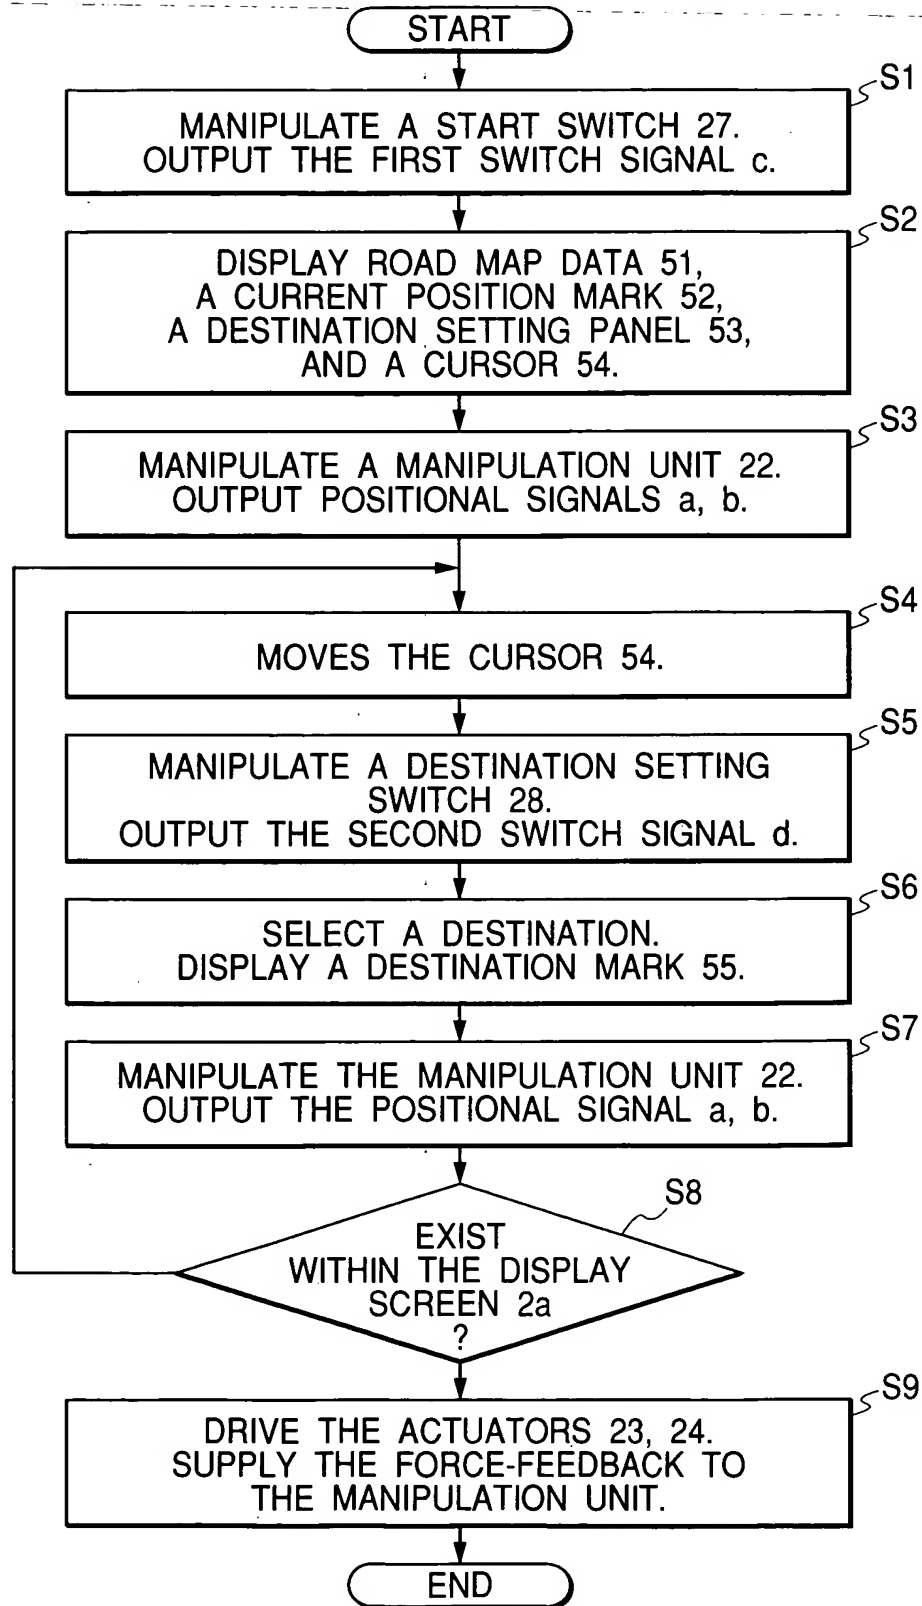 START
S1
MANIPULATE A START SWITCH 27.
OUTPUT THE FIRST SWITCH SIGNAL c.
S2
DISPLAY ROAD MAP DATA 51,
A CURRENT POSITION MARK 52,
A DESTINATION SETTING PANEL 53,
AND A CURSOR 54.
S3
MANIPULATE A MANIPULATION UNIT 22.
OUTPUT POSITIONAL SIGNALS a, b.
S4
MOVES THE CURSOR 54.
S5
MANIPULATE A DESTINATION SETTING
SWITCH 28.
OUTPUT THE SECOND SWITCH SIGNAL d.
S6
SELECT A DESTINATION.
DISPLAY A DESTINATION MARK 55.
S7
MANIPULATE THE MANIPULATION UNIT 22.
OUTPUT THE POSITIONAL SIGNAL a, b.
S8
EXIST
WITHIN THE DISPLAY
SCREEN 2a
?
S9
DRIVE THE ACTUATORS 23, 24.
SUPPLY THE FORCE-FEEDBACK TO
THE MANIPULATION UNIT.
END